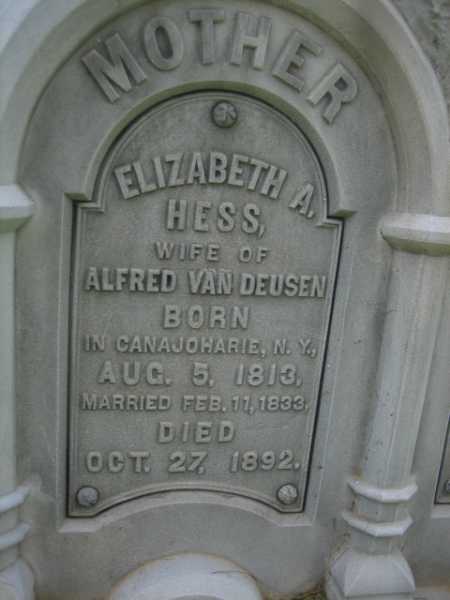 MOTHER
ELIZABETH A.
HESS,
WIFE OF
ALFRED VAN DEUSEN
BORN
IN CANAJOHARIE, N. Y.,
AUG. 5, 1813,
MARRIED FEB. 11, 1833,
DIED
OCT. 27, 1892.